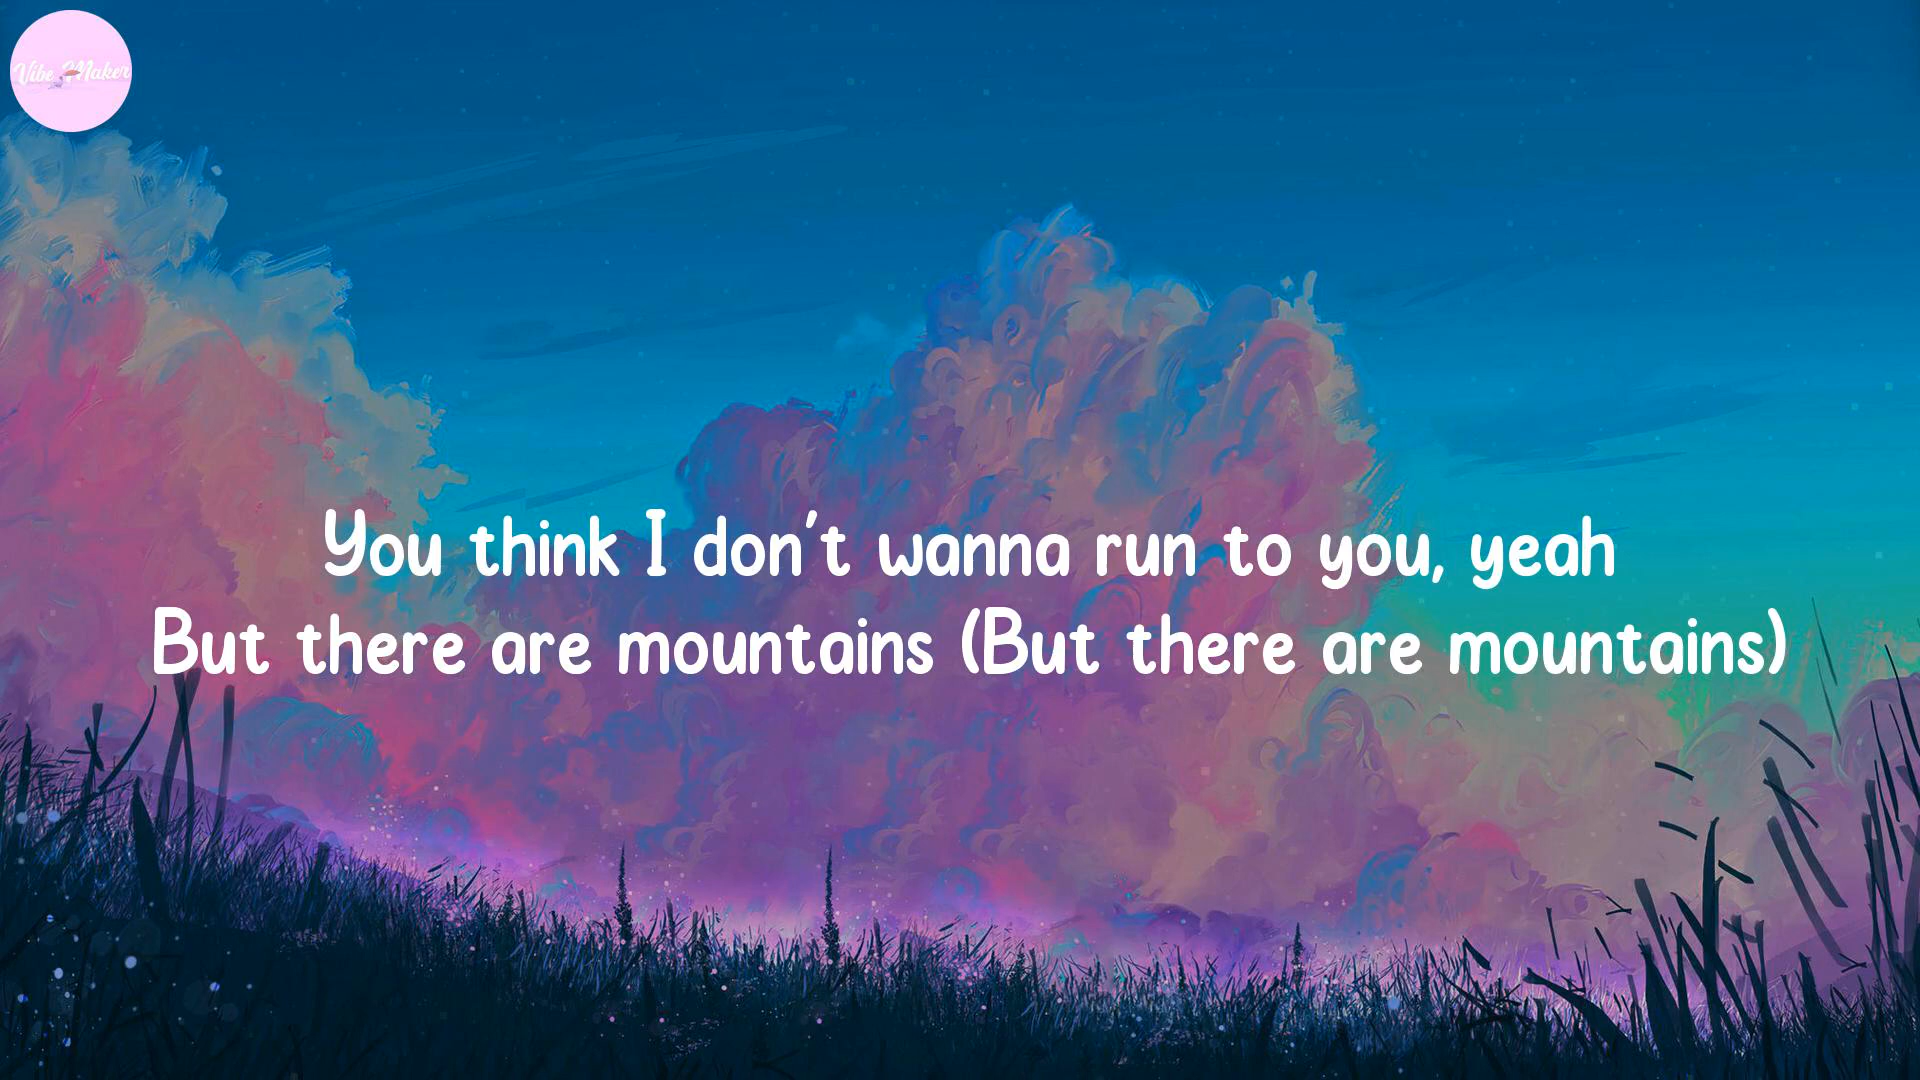 Vibe Maker
You think I don't wanna run to you, yeah
But there are mountains (But there are mountains)